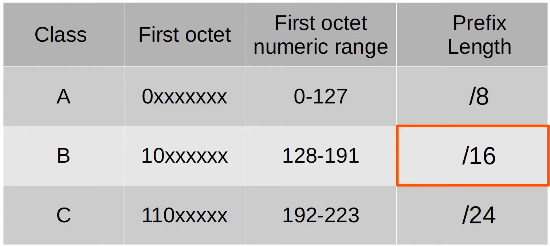 Class First octet First octet numeric range Prefix Length
A 0xxxxxxx 0-127 /8
B 10xxxxxx 128-191 /16
C 110xxxxx 192-223 /24